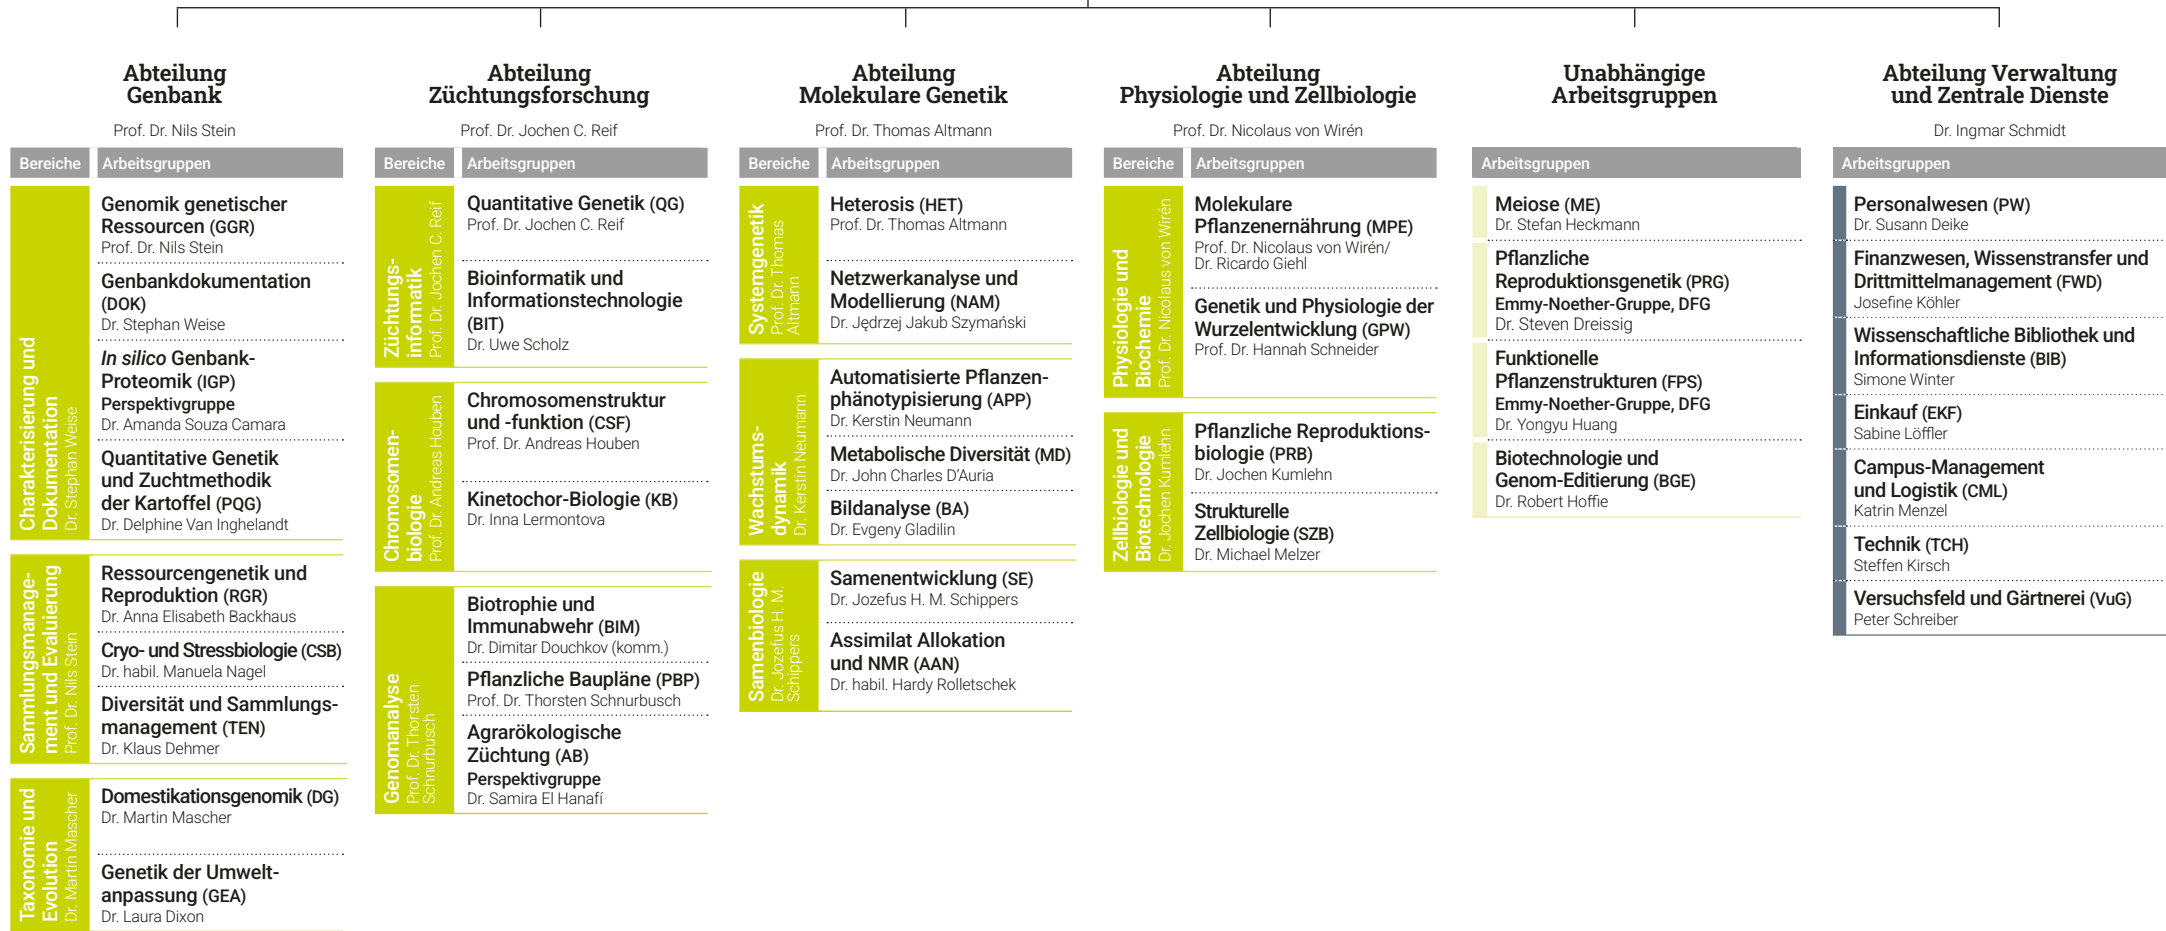 Abteilung
Genbank
Prof. Dr. Nils Stein
Bereiche
Arbeitsgruppen
Charakterisierung und
Dokumentation
Dr. Stephan Weise
Genomik genetischer
Ressourcen (GGR)
Prof. Dr. Nils Stein
Genbankdokumentation
(DOK)
Dr. Stephan Weise
In silico Genbank-
Proteomik (IGP)
Perspektivgruppe
Dr. Amanda Souza Camara
Quantitative Genetik
und Zuchtmethodik
der Kartoffel (PQG)
Dr. Delphine Van Inghelandt
Sammlungsmanage-
ment und Evaluierung
Prof. Dr. Nils Stein
Ressourcengenetik und
Reproduktion (RGR)
Dr. Anna Elisabeth Backhaus
Cryo- und Stressbiologie (CSB)
Dr. habil. Manuela Nagel
Diversität und Sammlungs-
management (TEN)
Dr. Klaus Dehmer
Taxonomie und
Evolution
Dr. Martin Mascher
Domestikationsgenomik (DG)
Dr. Martin Mascher
Genetik der Umwelt-
anpassung (GEA)
Dr. Laura Dixon
Abteilung
Züchtungsforschung
Prof. Dr. Jochen C. Reif
Bereiche
Arbeitsgruppen
Züchtungs-
informatik
Prof. Dr. Jochen C. Reif
Quantitative Genetik (QG)
Prof. Dr. Jochen C. Reif
Bioinformatik und
Informationstechnologie
(BIT)
Dr. Uwe Scholz
Chromosomen-
biologie
Prof. Dr. Andreas Houben
Chromosomenstruktur
und -funktion (CSF)
Prof. Dr. Andreas Houben
Kinetochor-Biologie (KB)
Dr. Inna Lermontova
Genomanalyse
Prof. Dr. Thorsten
Schnurbusch
Biotrophie und
Immunabwehr (BIM)
Dr. Dimitar Douchkov (komm.)
Pflanzliche Baupläne (PBP)
Prof. Dr. Thorsten Schnurbusch
Agrarökologische
Züchtung (AB)
Perspektivgruppe
Dr. Samira El Hanafi
Abteilung
Molekulare Genetik
Prof. Dr. Thomas Altmann
Bereiche
Arbeitsgruppen
Systemgenetik
Prof. Dr. Thomas
Altmann
Heterosis (HET)
Prof. Dr. Thomas Altmann
Netzwerkanalyse und
Modellierung (NAM)
Dr. Jędrzej Jakub Szymański
Wachstums-
dynamik
Dr. Kerstin Neumann
Automatisierte Pflanzen-
phänotypisierung (APP)
Dr. Kerstin Neumann
Metabolische Diversität (MD)
Dr. John Charles D'Auria
Bildanalyse (BA)
Dr. Evgeny Gladilin
Samenbiologie
Dr. Jozefus H. M.
Schippers
Samenentwicklung (SE)
Dr. Jozefus H. M. Schippers
Assimilat Allokation
und NMR (AAN)
Dr. habil. Hardy Rolletschek
Abteilung
Physiologie und Zellbiologie
Prof. Dr. Nicolaus von Wirén
Bereiche
Arbeitsgruppen
Physiologie und
Biochemie
Prof. Dr. Nicolaus von Wirén
Molekulare
Pflanzenernährung (MPE)
Prof. Dr. Nicolaus von Wirén/
Dr. Ricardo Giehl
Genetik und Physiologie der
Wurzelentwicklung (GPW)
Prof. Dr. Hannah Schneider
Zellbiologie und
Biotechnologie
Dr. Jochen Kumlehn
Pflanzliche Reproduktions-
biologie (PRB)
Dr. Jochen Kumlehn
Strukturelle
Zellbiologie (SZB)
Dr. Michael Melzer
Unabhängige
Arbeitsgruppen
Arbeitsgruppen
Meiose (ME)
Dr. Stefan Heckmann
Pflanzliche
Reproduktionsgenetik (PRG)
Emmy-Noether-Gruppe, DFG
Dr. Steven Dreissig
Funktionelle
Pflanzenstrukturen (FPS)
Emmy-Noether-Gruppe, DFG
Dr. Yongyu Huang
Biotechnologie und
Genom-Editierung (BGE)
Dr. Robert Hoffie
Abteilung Verwaltung
und Zentrale Dienste
Dr. Ingmar Schmidt
Arbeitsgruppen
Personalwesen (PW)
Dr. Susann Deike
Finanzwesen, Wissenstransfer und
Drittmittelmanagement (FWD)
Josefine Köhler
Wissenschaftliche Bibliothek und
Informationsdienste (BIB)
Simone Winter
Einkauf (EKF)
Sabine Löffler
Campus-Management
und Logistik (CML)
Katrin Menzel
Technik (TCH)
Steffen Kirsch
Versuchsfeld und Gärtnerei (VuG)
Peter Schreiber